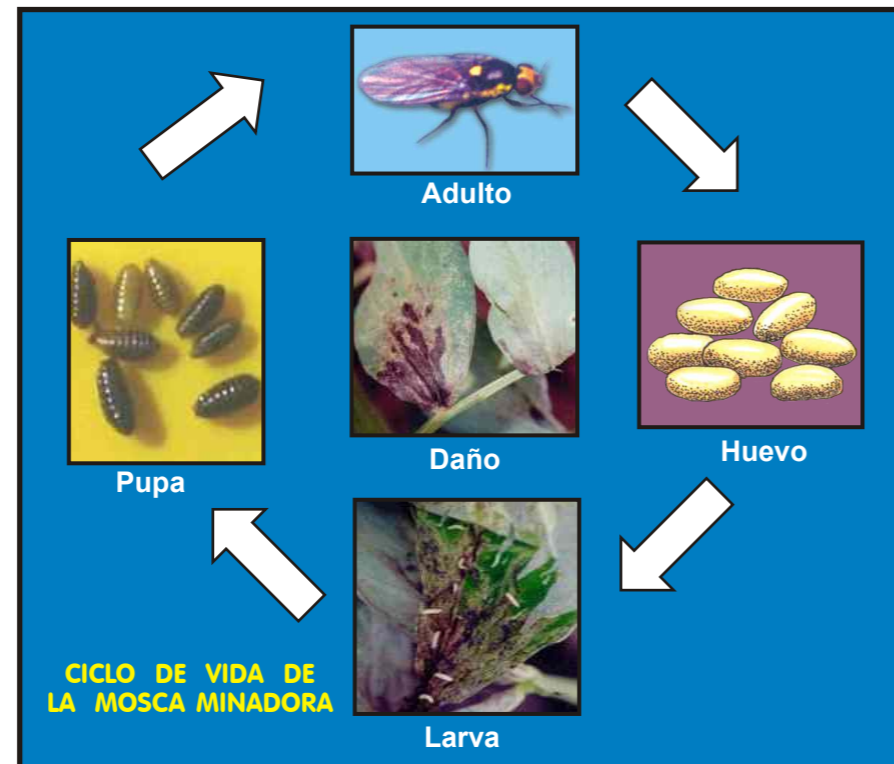 Adulto
Huevo
Daño
Pupa
Larva
CICLO DE VIDA DE
LA MOSCA MINADORA